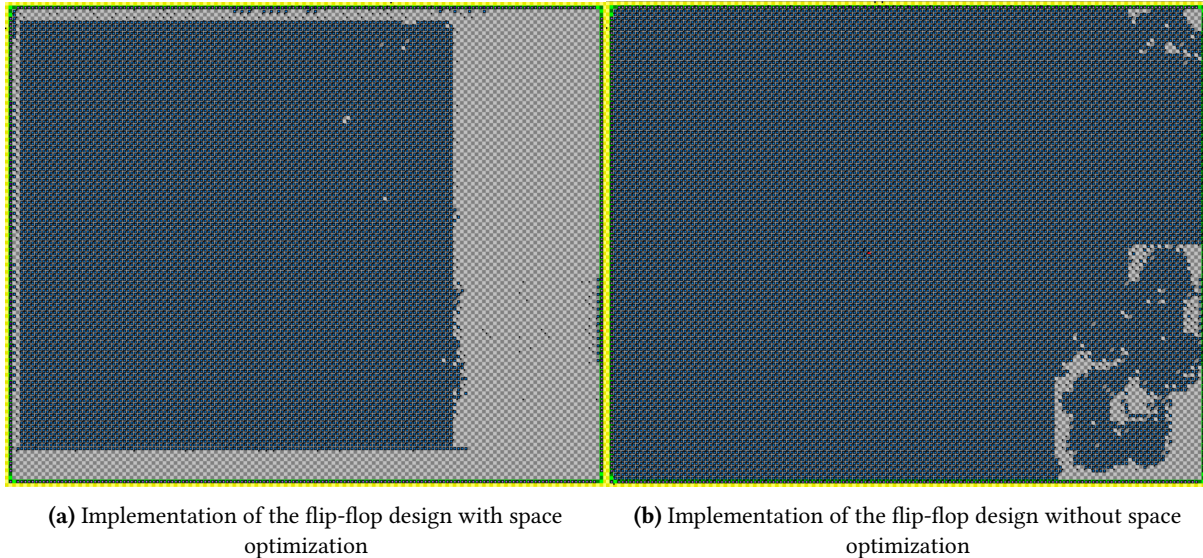 (a) Implementation of the flip-flop design with space
optimization
(b) Implementation of the flip-flop design without space
optimization